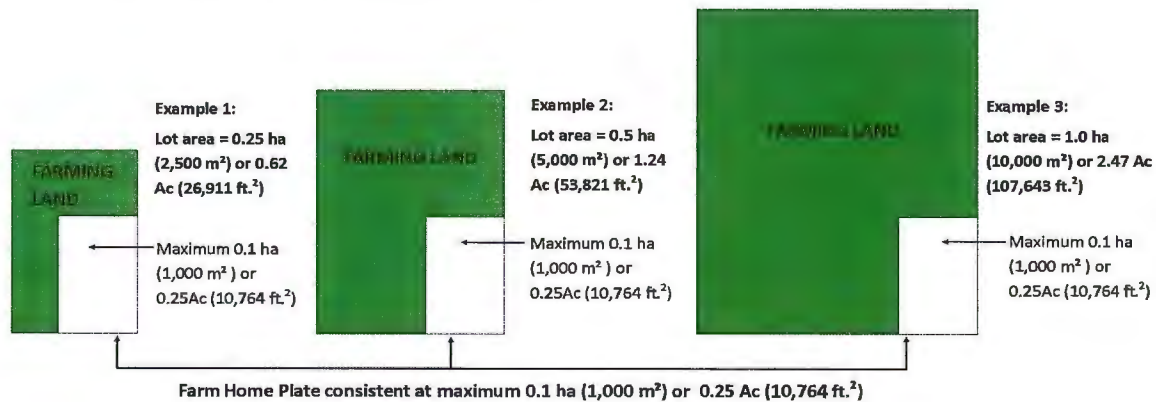 FARMING
LAND
Example 1:
Lot area = 0.25 ha
(2,500 m²) or 0.62
Ac (26,911 ft.²)
Maximum 0.1 ha
(1,000 m² ) or
0.25Ac (10,764 ft.²)
FARMING LAND
Example 2:
Lot area = 0.5 ha
(5,000 m²) or 1.24
Ac (53,821 ft.²)
Maximum 0.1 ha
(1,000 m² ) or
0.25Ac (10,764 ft.²)
FARMING LAND
Example 3:
Lot area = 1.0 ha
(10,000 m²) or 2.47 Ac
(107,643 ft.²)
Maximum 0.1 ha
(1,000 m² ) or
0.25Ac (10,764 ft.²)
Farm Home Plate consistent at maximum 0.1 ha (1,000 m²) or 0.25 Ac (10,764 ft.²)